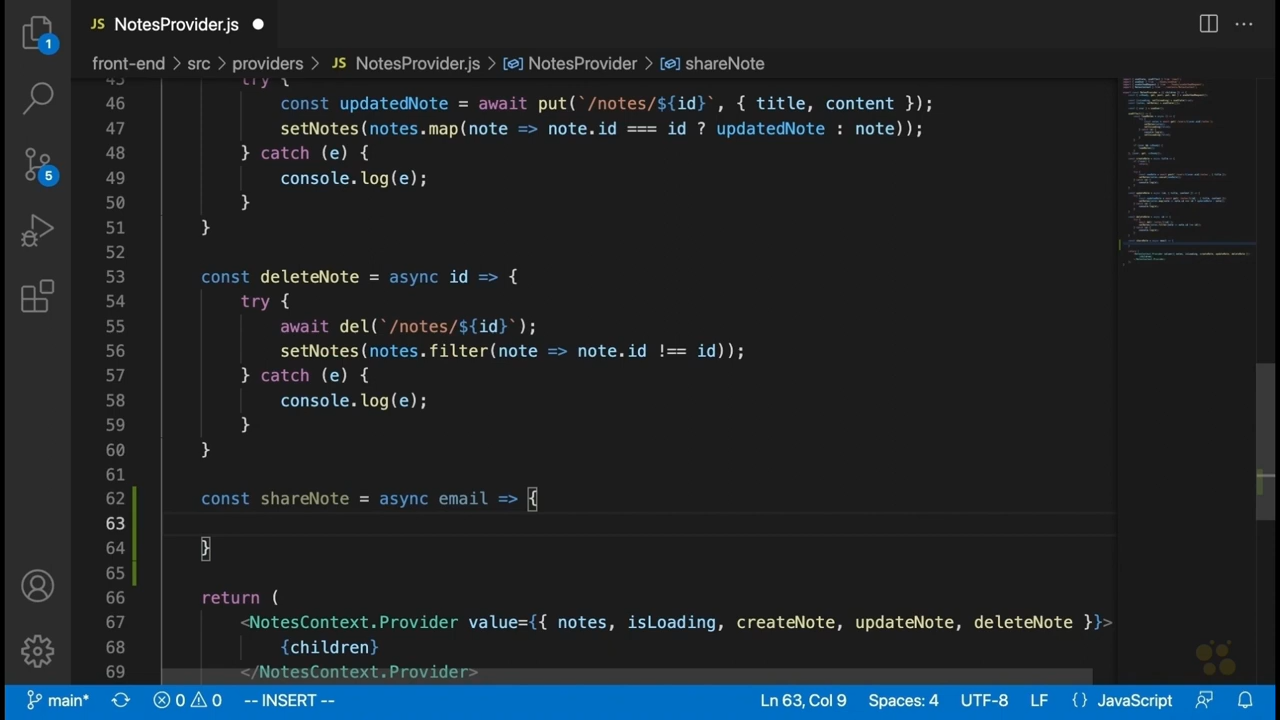 JS NotesProvider.js
1
front-end > src > providers > JS NotesProvider.js > NotesProvider > shareNote
45 try {
46 const updatedNote = await put(`/notes/${id}`, { title, content });
47 setNotes(notes.map(note => note.id === id ? updatedNote : note));
48 } catch (e) {
5
49 console.log(e);
50 }
51 }
52
53 const deleteNote = async id => {
54 try {
55 await del(`/notes/${id}`);
56 setNotes(notes.filter(note => note.id !== id));
57 } catch (e) {
58 console.log(e);
59 }
60 }
61
62 const shareNote = async email => {
63
64 }
65
66 return (
67 <NotesContext.Provider value={{ notes, isLoading, createNote, updateNote, deleteNote }}>
68 {children}
69 </NotesContext.Provider>
main* 0 0 -- INSERT -- Ln 63, Col 9 Spaces: 4 UTF-8 LF {} JavaScript